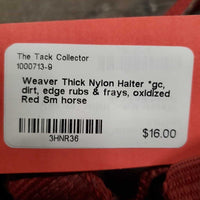 The Tack Collector
1000713-9
Weaver Thick Nylon Halter *gc,
dirt, edge rubs & frays, oxidized
Red Sm horse
$16.00
3HNR36